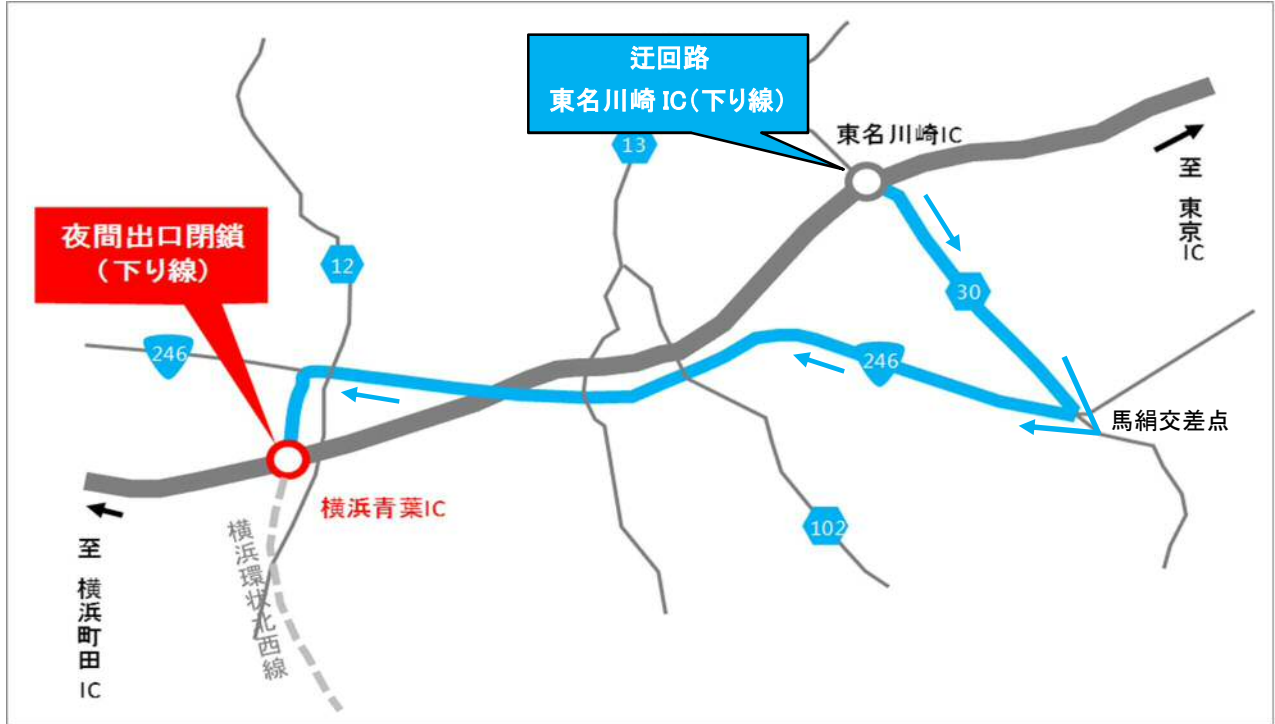 迂回路
東名川崎 IC(下り線)
13
東名川崎IC
至 東京IC
夜間出口閉鎖
(下り線)
12
30
246
246
馬絹交差点
横浜青葉IC
102
横浜環状北西線
至 横浜町田 IC